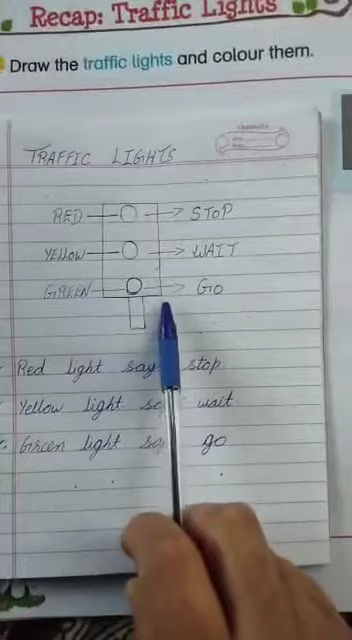 Recap: Traffic Lights
Draw the traffic lights and colour them.
TRAFFIC LIGHTS
RED STOP
YELLOW WAIT
GREEN GO
Red light say stop
Yellow light wait
Green light go